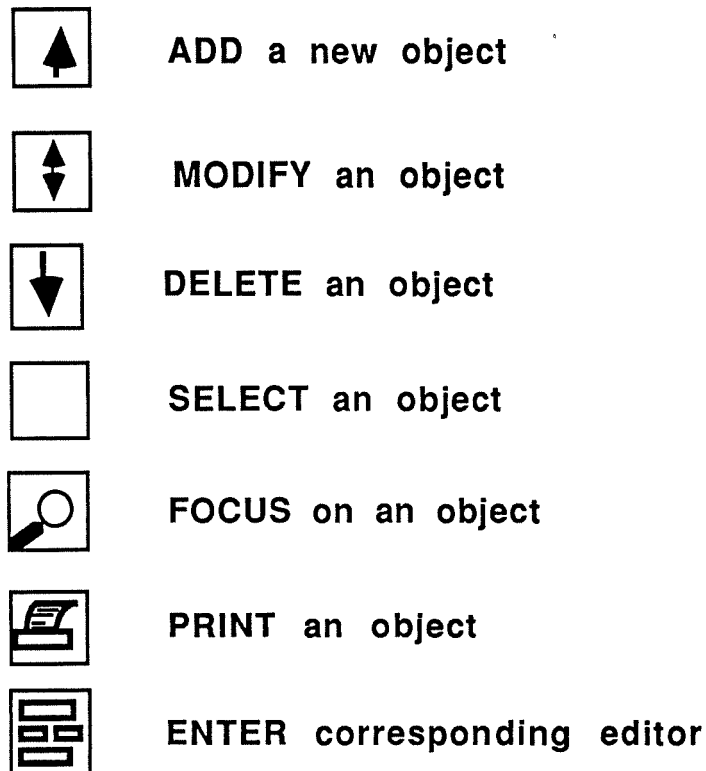 ADD a new object
MODIFY an object
DELETE an object
SELECT an object
FOCUS on an object
PRINT an object
ENTER corresponding editor